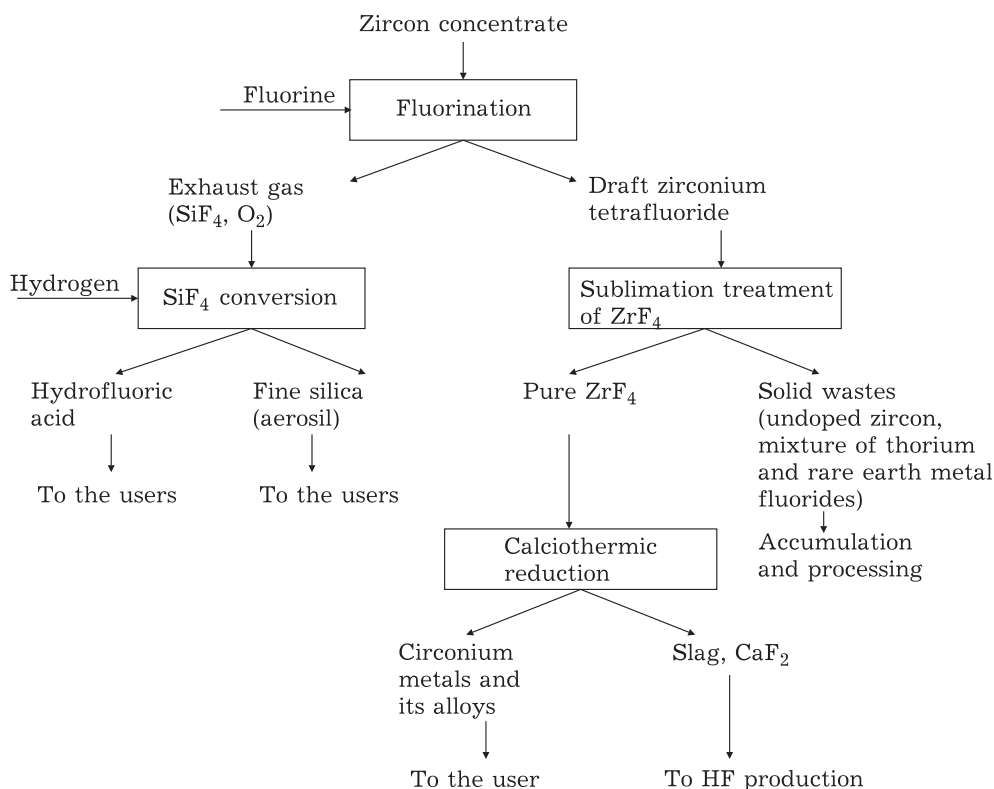 Zircon concentrate
Fluorine
Fluorination
Exhaust gas
(SiF₄, O₂)
Draft zirconium
tetrafluoride
Hydrogen
SiF₄ conversion
Sublimation treatment
of ZrF₄
Hydrofluoric
acid
Fine silica
(aerosil)
Pure ZrF₄
Solid wastes
(undoped zircon,
mixture of thorium
and rare earth metal
fluorides)
To the users
To the users
Accumulation
and processing
Calciothermic
reduction
Circonium
metals and
its alloys
Slag, CaF₂
To the user
To HF production